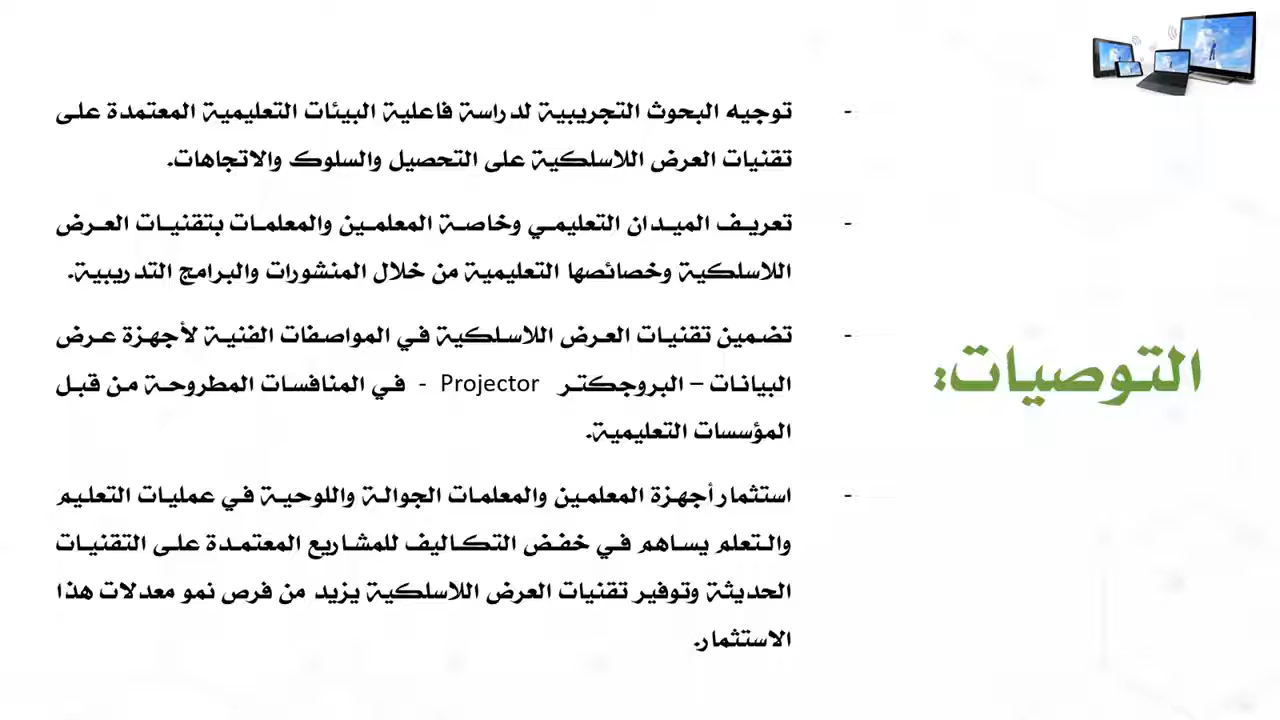 التوصيات:
- توجيه البحوث التجريبية لدراسة فاعلية البيئات التعليمية المعتمدة على
تقنيات العرض اللاسلكية على التحصيل والسلوك والاتجاهات.
- تعريف الميدان التعليمي وخاصة المعلمين والمعلمات بتقنيات العرض
اللاسلكية وخصائصها التعليمية من خلال المنشورات والبرامج التدريبية.
- تضمين تقنيات العرض اللاسلكية في المواصفات الفنية لأجهزة عرض
البيانات – البروجكتر Projector - في المنافسات المطروحة من قبل
المؤسسات التعليمية.
- استثمار أجهزة المعلمين والمعلمات الجوالة واللوحية في عمليات التعليم
والتعلم يساهم في خفض التكاليف للمشاريع المعتمدة على التقنيات
الحديثة وتوفير تقنيات العرض اللاسلكية يزيد من فرص نمو معدلات هذا
الاستثمار.